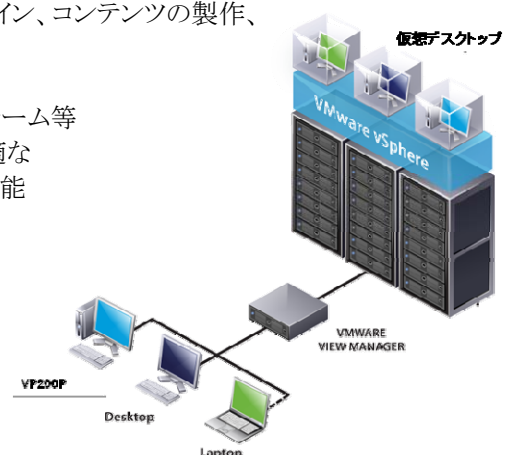 イン、コンテンツの製作、
ーム等
適な
能
仮想デスクトップ
VMware vSphere
VMWARE
VIEW MANAGER
VP200P
Desktop
Laptop